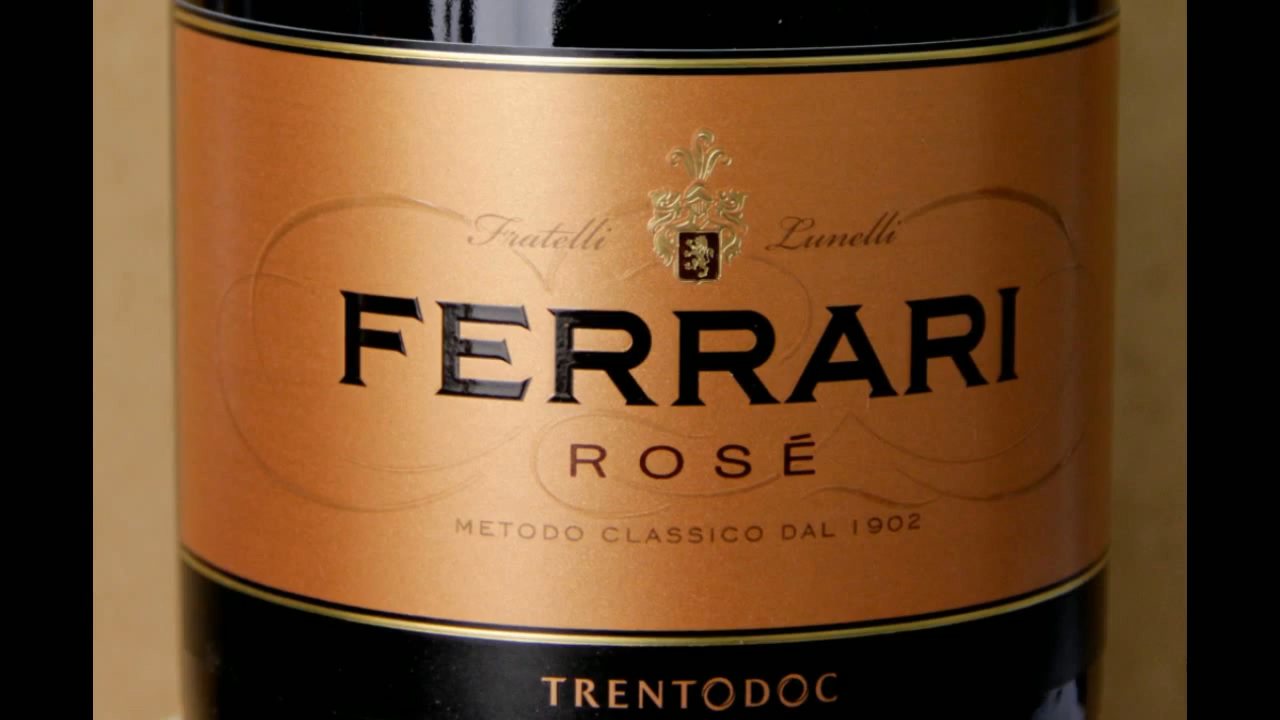 Fratelli Lunelli
FERRARI
ROSÉ
METODO CLASSICO DAL 1902
TRENTODOC